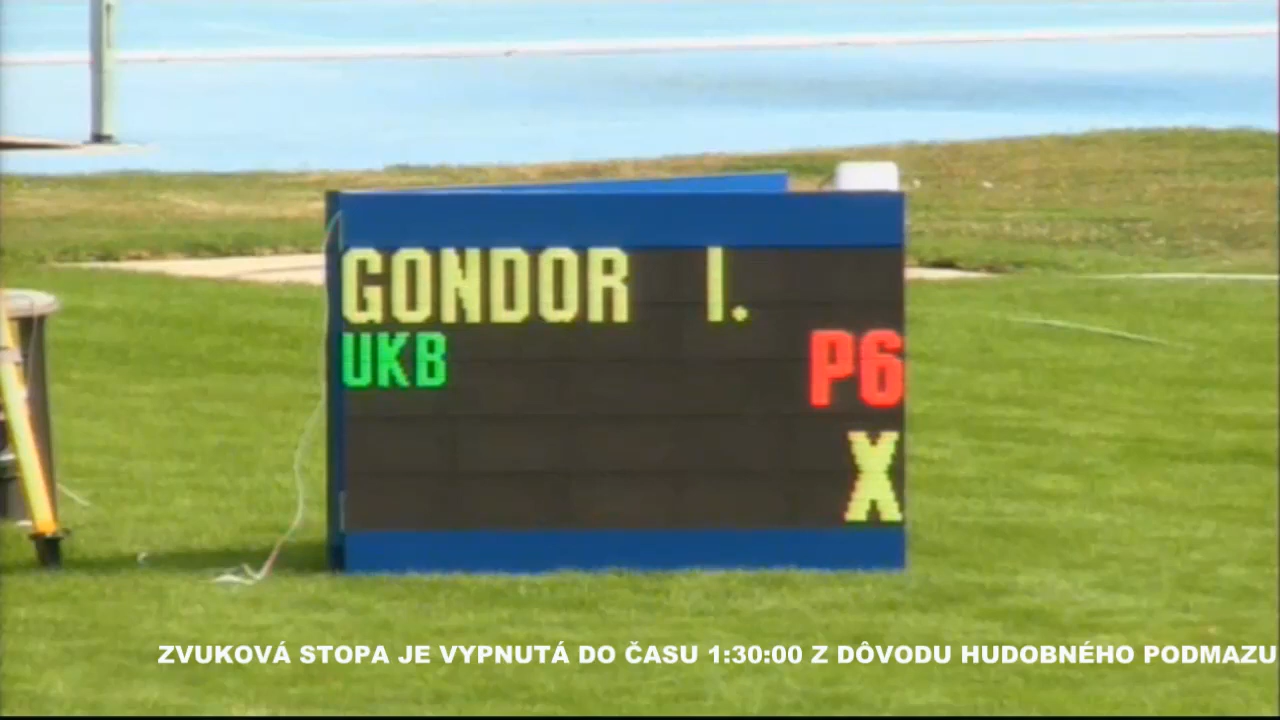 GONDOR I.
UKB
P6
X
ZVUKOVÁ STOPA JE VYPNUTÁ DO ČASU 1:30:00 Z DÔVODU HUDOBNÉHO PODMAZU